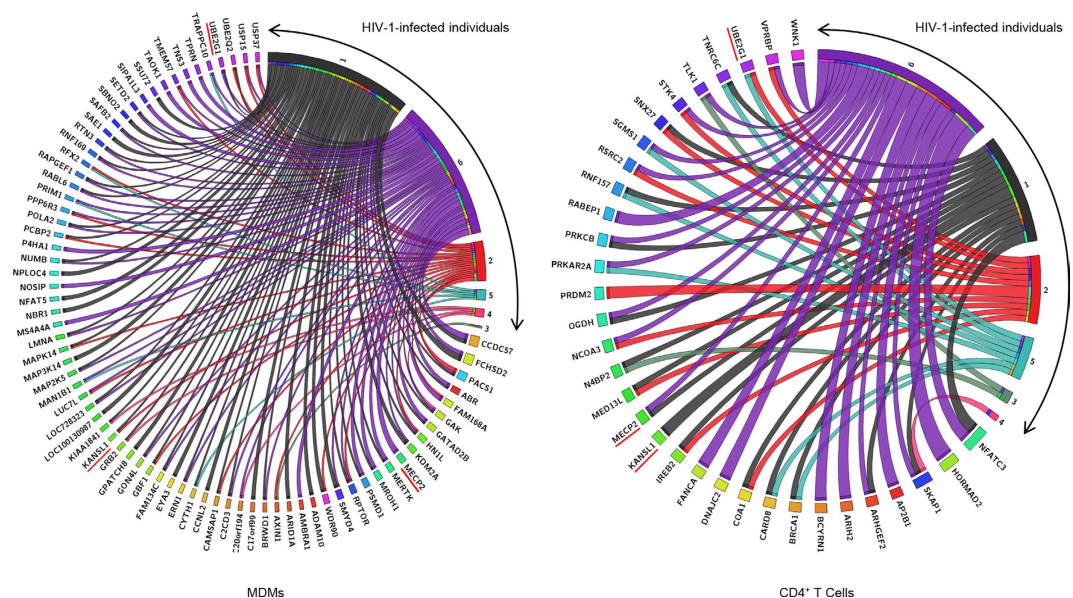 HIV-1-infected individuals
USP37
USP15
UBE2Q2
UBE2G1
TRAPPC10
TPRN
TNS3
TMEM57
TAOK1
SSU72
SIPA1L3
SETD2
SBNO2
SAFB2
SAE1
RTN3
RNF169
RFX2
RAPGEF1
RABL6
PRIM1
PPP6R3
POLA2
PCBP2
P4HA1
NUMB
NPLOC4
NOSIP
NFAT5
NBR1
MS4A4A
LMNA
MAPK14
MAP3K14
MAP2K5
MAN1B1
LUC7L
LOC728323
LOC100130087
KIAA1841
KANSL1
GRB2
GPATCH8
GON4L
GBF1
FAM134C
EYA3
ERN1
CYTH1
CCNL2
CAMSAP1
C2CD3
C20orf194
C17orf99
BRWD1
AXIN1
ARID1A
AMBRA1
ADAM10
WDR90
SMYD4
RPTOR
PSMD1
MROH1
MERTK
MECP2
KDM2A
HN1L
GATAD2B
GAK
FAM168A
ABR
PACS1
FCHSD2
CCDC57
3
4
5
2
6
1
MDMs
HIV-1-infected individuals
WNK1
VPRBP
UBE2G1
TNRC6C
TLK1
STK4
SNX27
SGMS1
RSRC2
RNF157
RABEP1
PRKCB
PRKAR2A
PRDM2
OGDH
NCOA3
N4BP2
MED13L
MECP2
KANSL1
IREB2
FANCA
DNAJC2
COA1
CARD8
BRCA1
BCYRN1
ARIH2
ARHGEF2
AP2B1
SKAP1
HORMAD2
NFATC3
4
3
5
2
1
6
CD4⁺ T Cells